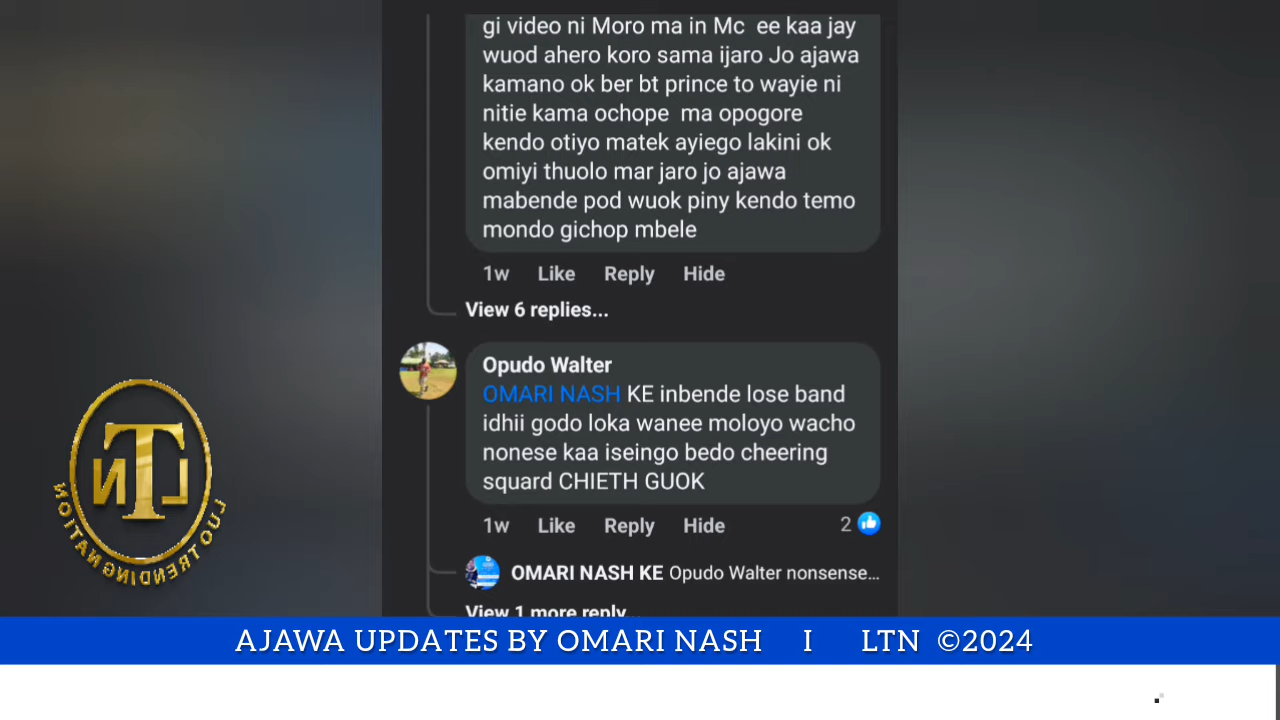 gi video ni Moro ma in Mc ee kaa jay
wuod ahero koro sama ijaro Jo ajawa
kamano ok ber bt prince to wayie ni
nitie kama ochope ma opogore
kendo otiyo matek ayiego lakini ok
omiyi thuolo mar jaro jo ajawa
mabende pod wuok piny kendo temo
mondo gichop mbele
1w Like Reply Hide
View 6 replies...
Opudo Walter
OMARI NASH KE inbende lose band
idhii godo loka wanee moloyo wacho
nonese kaa iseingo bedo cheering
squard CHIETH GUOK
1w Like Reply Hide 2
OMARI NASH KE Opudo Walter nonsense...
View 1 more reply...
LTN
LUO TRENDING NATION
AJAWA UPDATES BY OMARI NASH I LTN ©2024